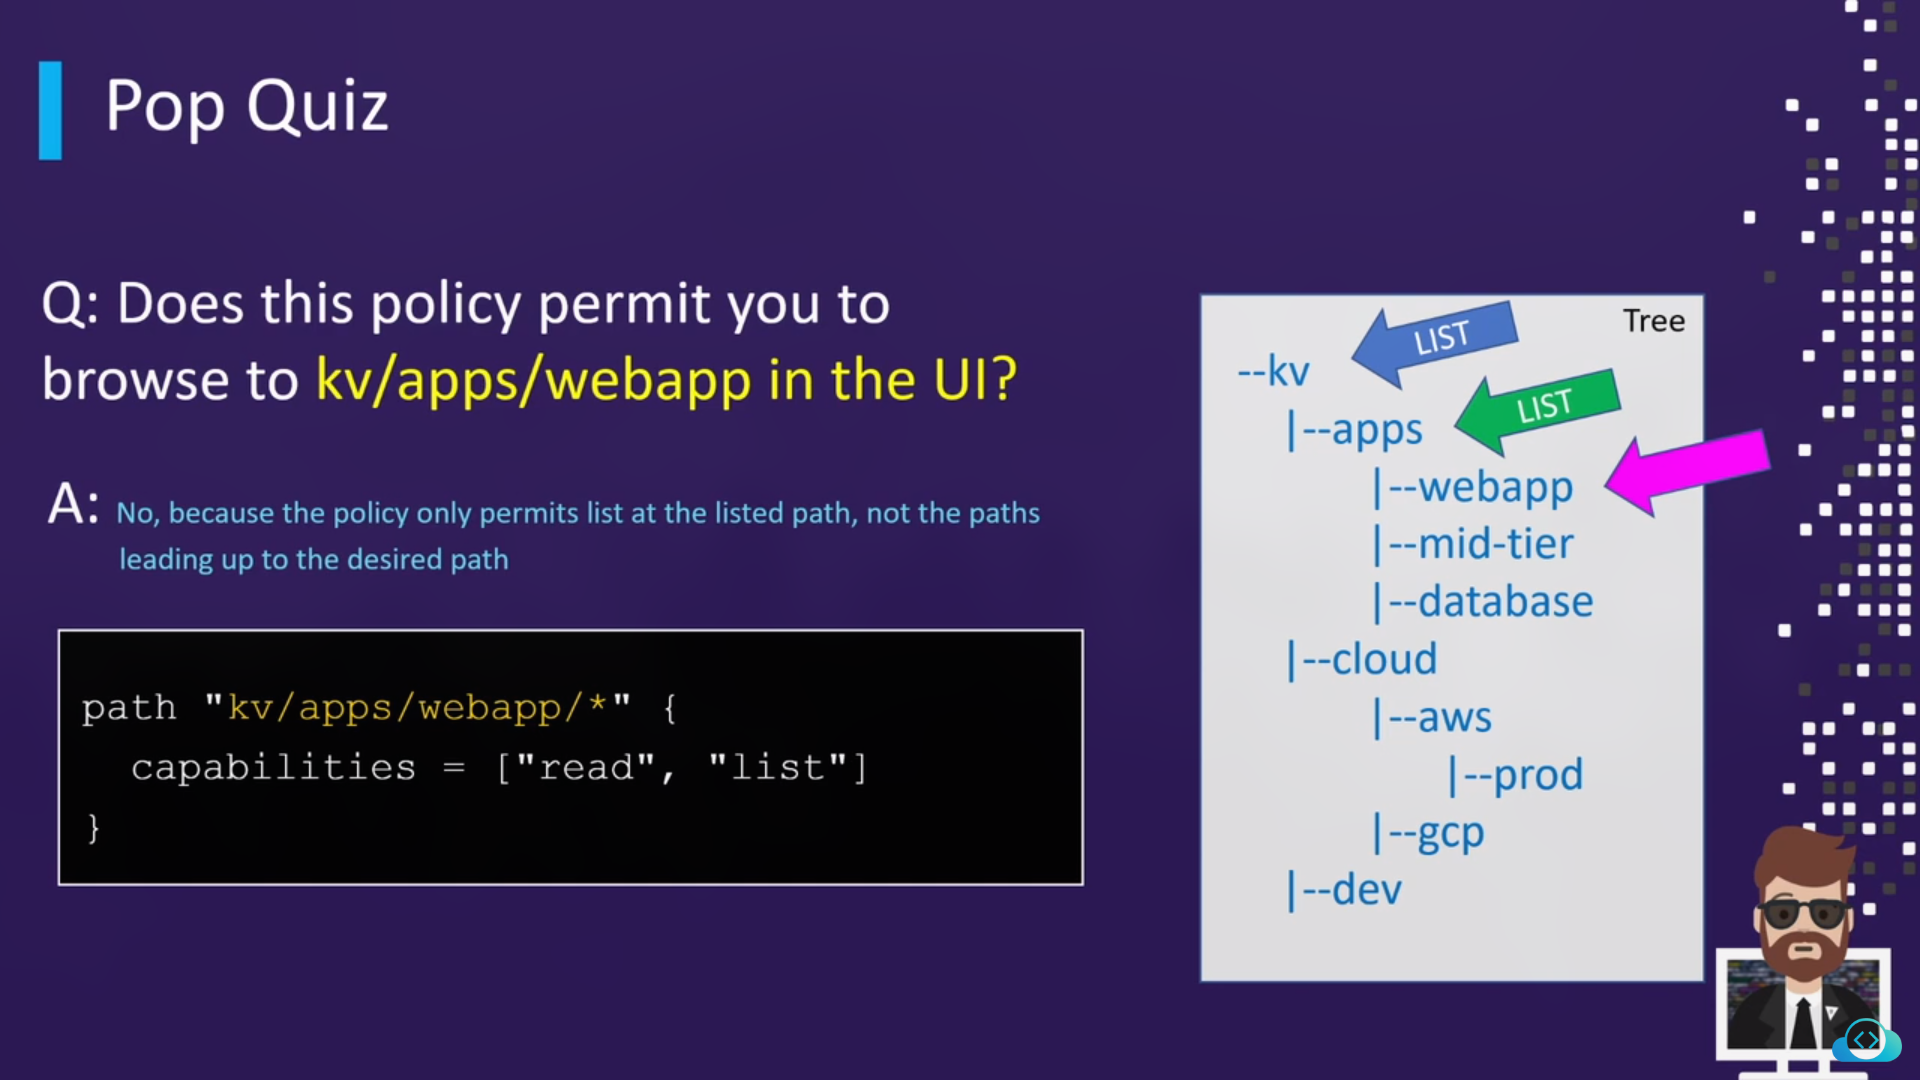 Pop Quiz
Q: Does this policy permit you to
browse to kv/apps/webapp in the UI?
A: No, because the policy only permits list at the listed path, not the paths
leading up to the desired path
path "kv/apps/webapp/*" {
  capabilities = ["read", "list"]
}
Tree
LIST
--kv
LIST
|--apps
|--webapp
|--mid-tier
|--database
|--cloud
|--aws
|--prod
|--gcp
|--dev